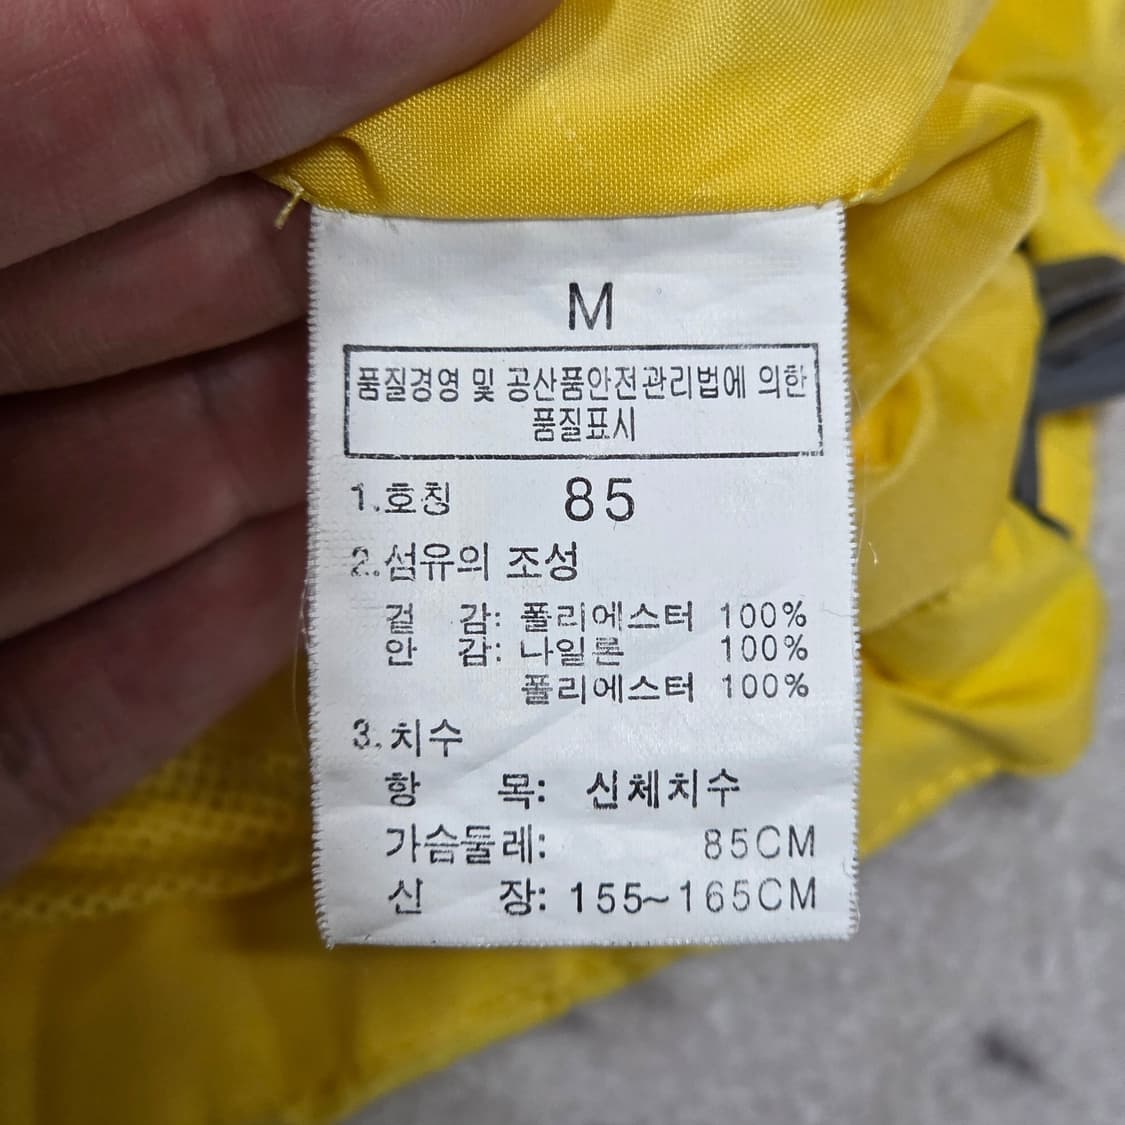 M
품질경영 및 공산품안전관리법에 의한
품질표시
1.호칭 85
2.섬유의 조성
겉 감: 폴리에스터 100%
안 감: 나일론 100%
폴리에스터 100%
3.치수
항 목: 신체치수
가슴둘레: 85CM
신 장: 155~165CM